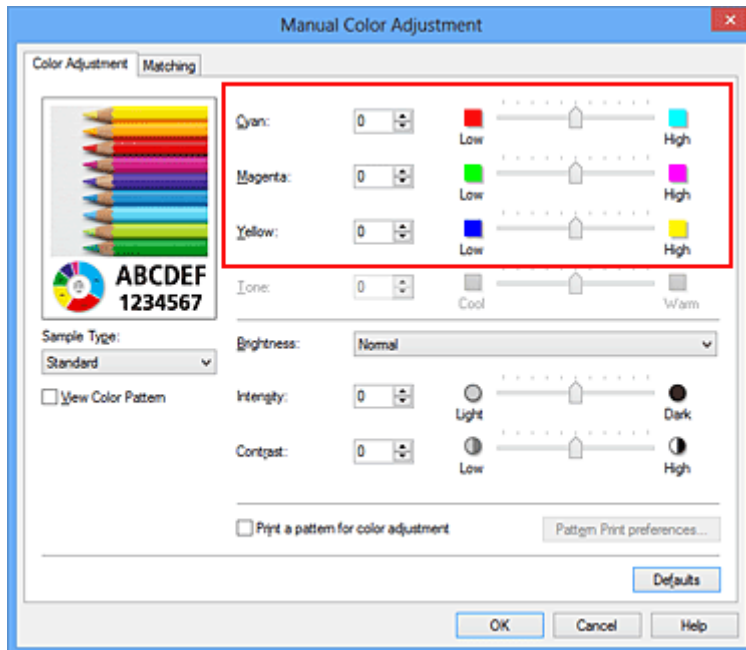 Manual Color Adjustment
Color Adjustment Matching
Cyan: 0 Low High
Magenta: 0 Low High
Yellow: 0 Low High
ABCDEF
1234567
Tone: 0 Cool Warm
Sample Type:
Standard
View Color Pattern
Brightness: Normal
Intensity: 0 Light Dark
Contrast: 0 Low High
Print a pattern for color adjustment Pattern Print preferences...
Defaults
OK Cancel Help